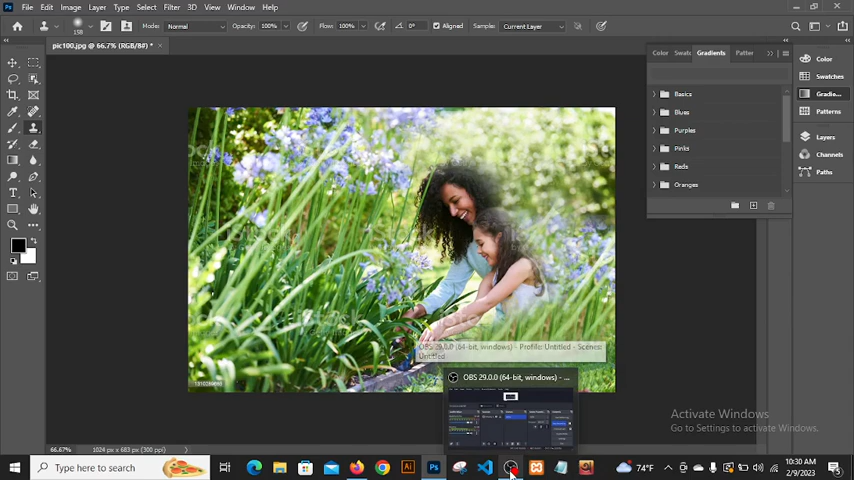 File Edit Image Layer Type Select Filter 3D View Window Help
158 Mode: Normal Opacity: 100% Flow: 100% 0° Aligned Sample: Current Layer
pic100.jpg @ 66.7% (RGB/8#) *
Color Swats Gradients Patter
Basics
Blues
Purples
Pinks
Reds
Oranges
Color
Swatches
Gradie...
Patterns
Layers
Channels
Paths
iStock
1310269868
OBS 29.0.0 (64-bit, windows) - Profile: Untitled - Scenes: Untitled
OBS 29.0.0 (64-bit, windows) - ...
66.67% 1024 px x 683 px (300 ppi)
Activate Windows
Go to Settings to activate Windows.
Type here to search
74°F
10:30 AM
2/9/2023